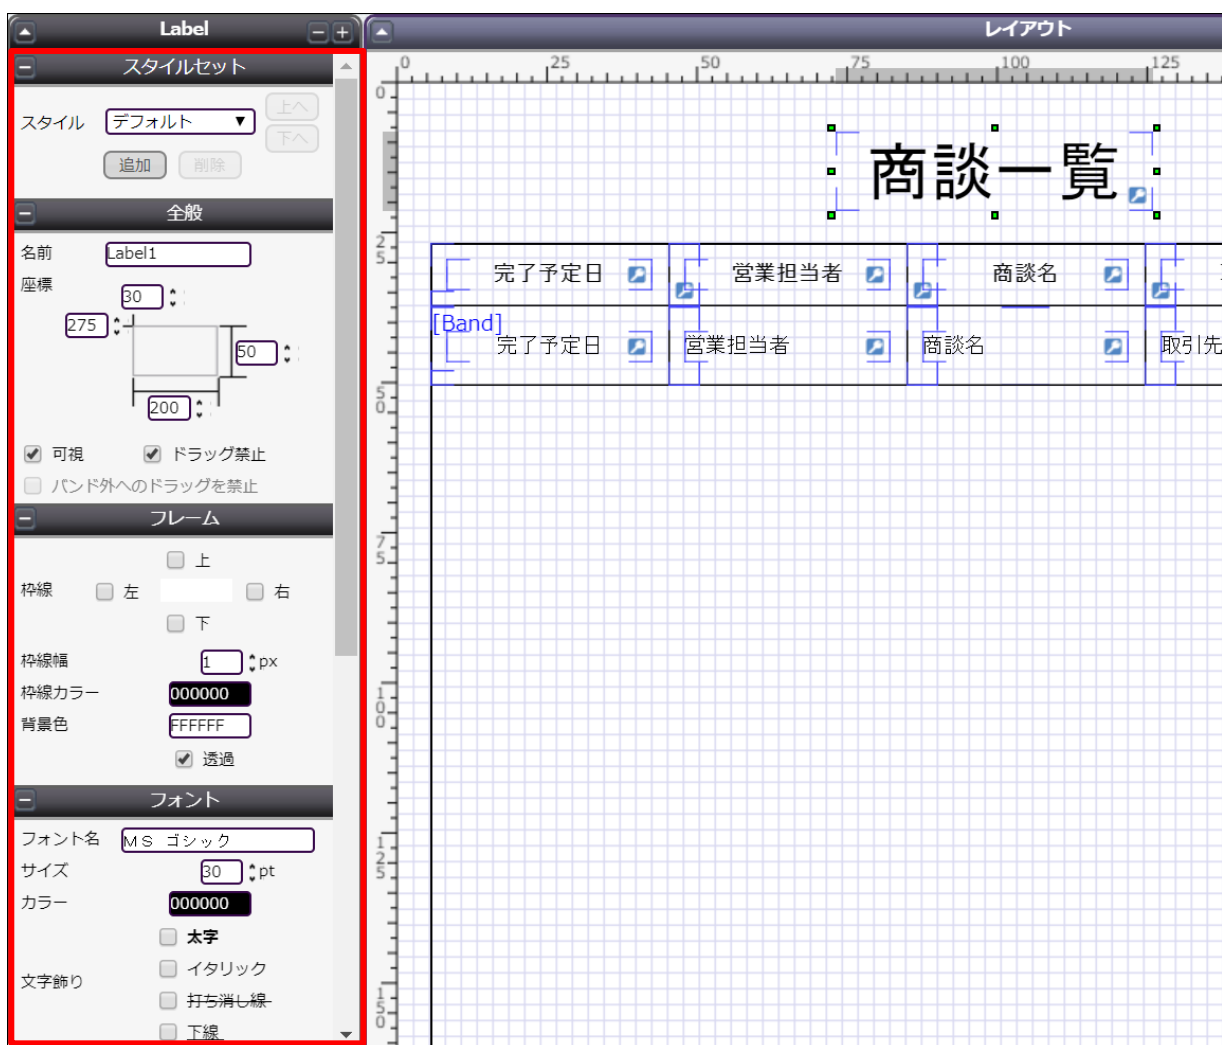 Label
スタイルセット
スタイル
デフォルト
上へ
下へ
追加
削除
全般
名前
Label1
座標
30
275
50
200
可視
ドラッグ禁止
バンド外へのドラッグを禁止
フレーム
上
枠線
左
右
下
枠線幅
1
px
枠線カラー
000000
背景色
FFFFFF
透過
フォント
フォント名
ＭＳ ゴシック
サイズ
30
pt
カラー
000000
太字
文字飾り
イタリック
打ち消し線
下線
レイアウト
0 25 50 75 100 125
0
商談一覧
25
完了予定日 営業担当者 商談名
[Band]
完了予定日 営業担当者 商談名 取引先
50
75
100
125
150